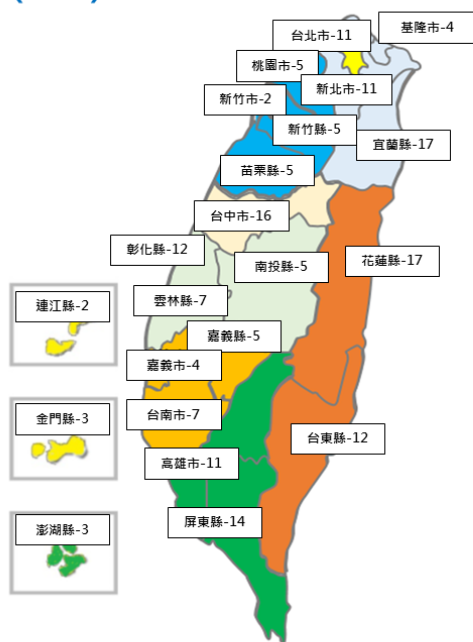 基隆市-4
台北市-11
桃園市-5
新北市-11
新竹市-2
新竹縣-5
宜蘭縣-17
苗栗縣-5
台中市-16
彰化縣-12
南投縣-5
花蓮縣-17
連江縣-2
雲林縣-7
嘉義縣-5
嘉義市-4
金門縣-3
台南市-7
台東縣-12
高雄市-11
澎湖縣-3
屏東縣-14